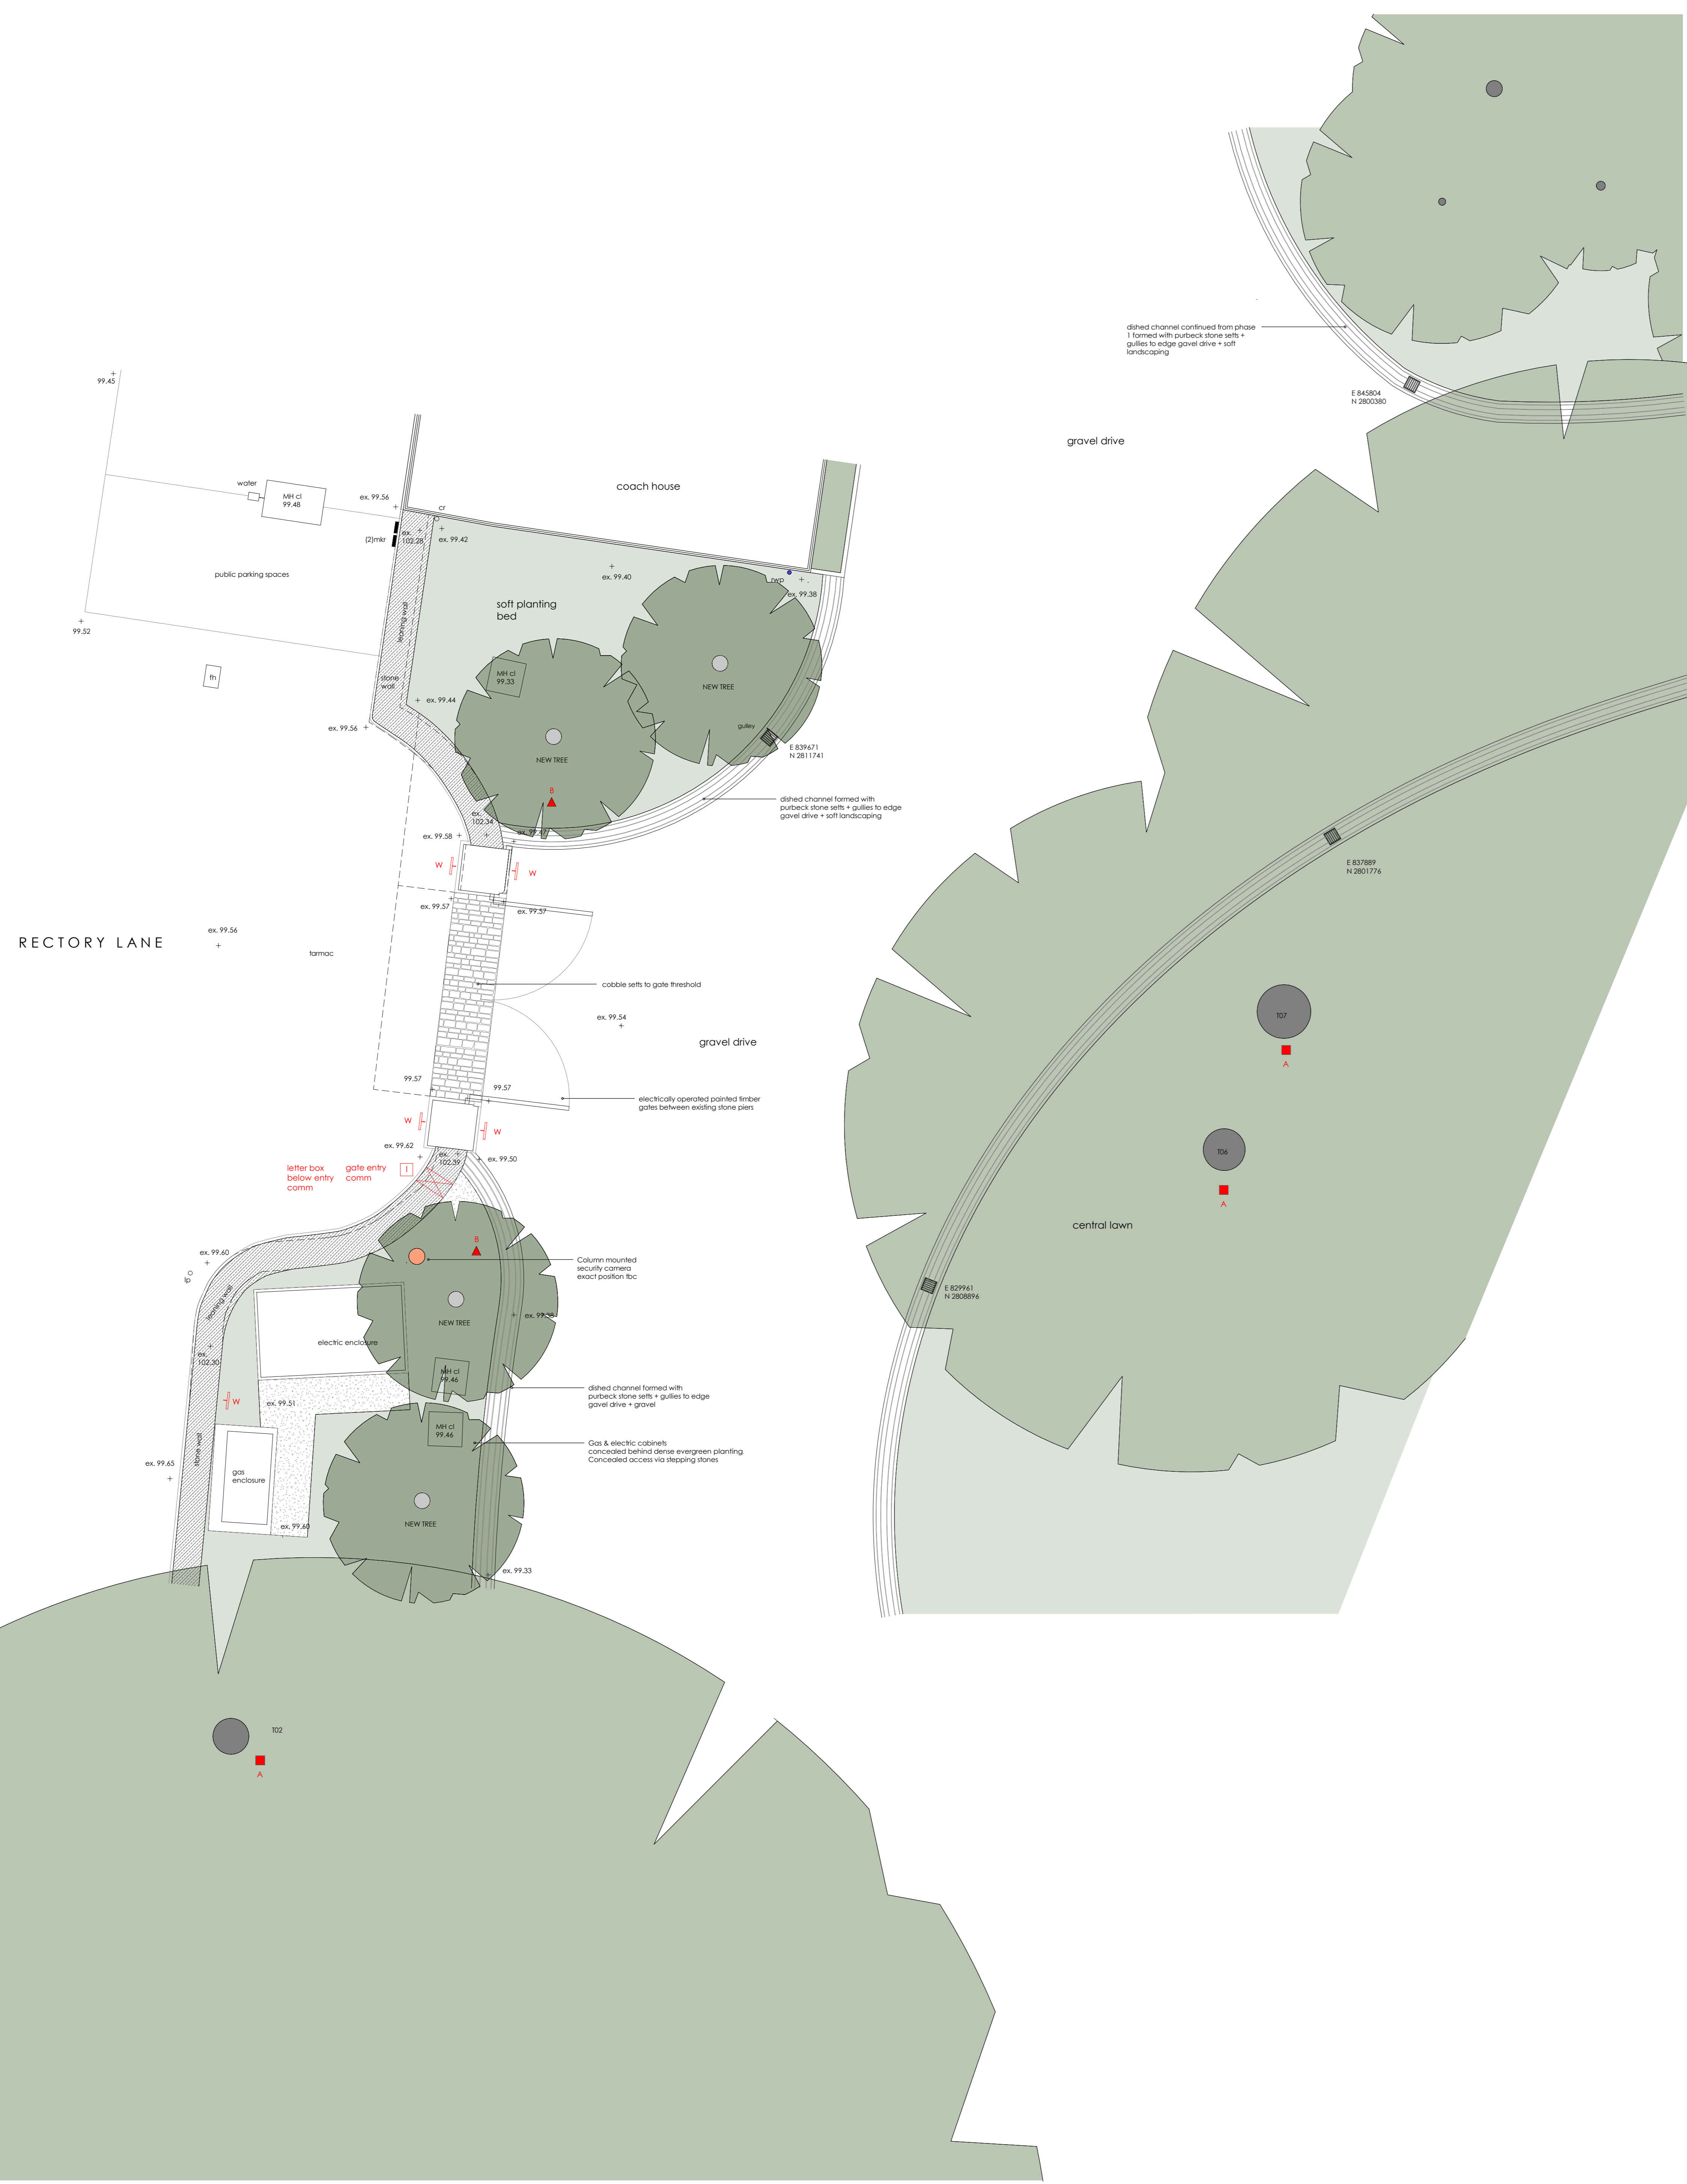 dished channel continued from phase
1 formed with purbeck stone setts +
gullies to edge gavel drive + soft
landscaping
99.45
E 845804
N 2800380
gravel drive
water
MH cl
99.48
ex. 99.56
cr
coach house
(2)mkr
ex.
102.28
ex. 99.42
public parking spaces
ex. 99.40
rwp
ex. 99.38
soft planting
bed
leaning wall
99.52
fh
stone
wall
MH cl
99.33
NEW TREE
ex. 99.44
ex. 99.56
gulley
E 839671
N 2811741
NEW TREE
B
dished channel formed with
purbeck stone setts + gullies to edge
gavel drive + soft landscaping
ex.
102.34
ex. 99.58
ex. 99.47
W
W
E 837889
N 2801776
ex. 99.57
ex. 99.57
ex. 99.56
RECTORY LANE
tarmac
cobble setts to gate threshold
ex. 99.54
T07
gravel drive
A
99.57
99.57
electrically operated painted timber
gates between existing stone piers
W
W
ex. 99.62
ex.
102.39
ex. 99.50
T06
letter box
below entry
comm
gate entry
comm
I
A
central lawn
B
ex. 99.60
lp
Column mounted
security camera
exact position tbc
E 829961
N 2808896
leaning wall
ex. 99.38
NEW TREE
electric enclosure
ex.
102.30
MH cl
99.46
dished channel formed with
purbeck stone setts + gullies to edge
gavel drive + gravel
W
ex. 99.51
MH cl
99.46
stone wall
Gas & electric cabinets
concealed behind dense evergreen planting.
Concealed access via stepping stones
ex. 99.65
gas
enclosure
NEW TREE
ex. 99.60
ex. 99.33
T02
A